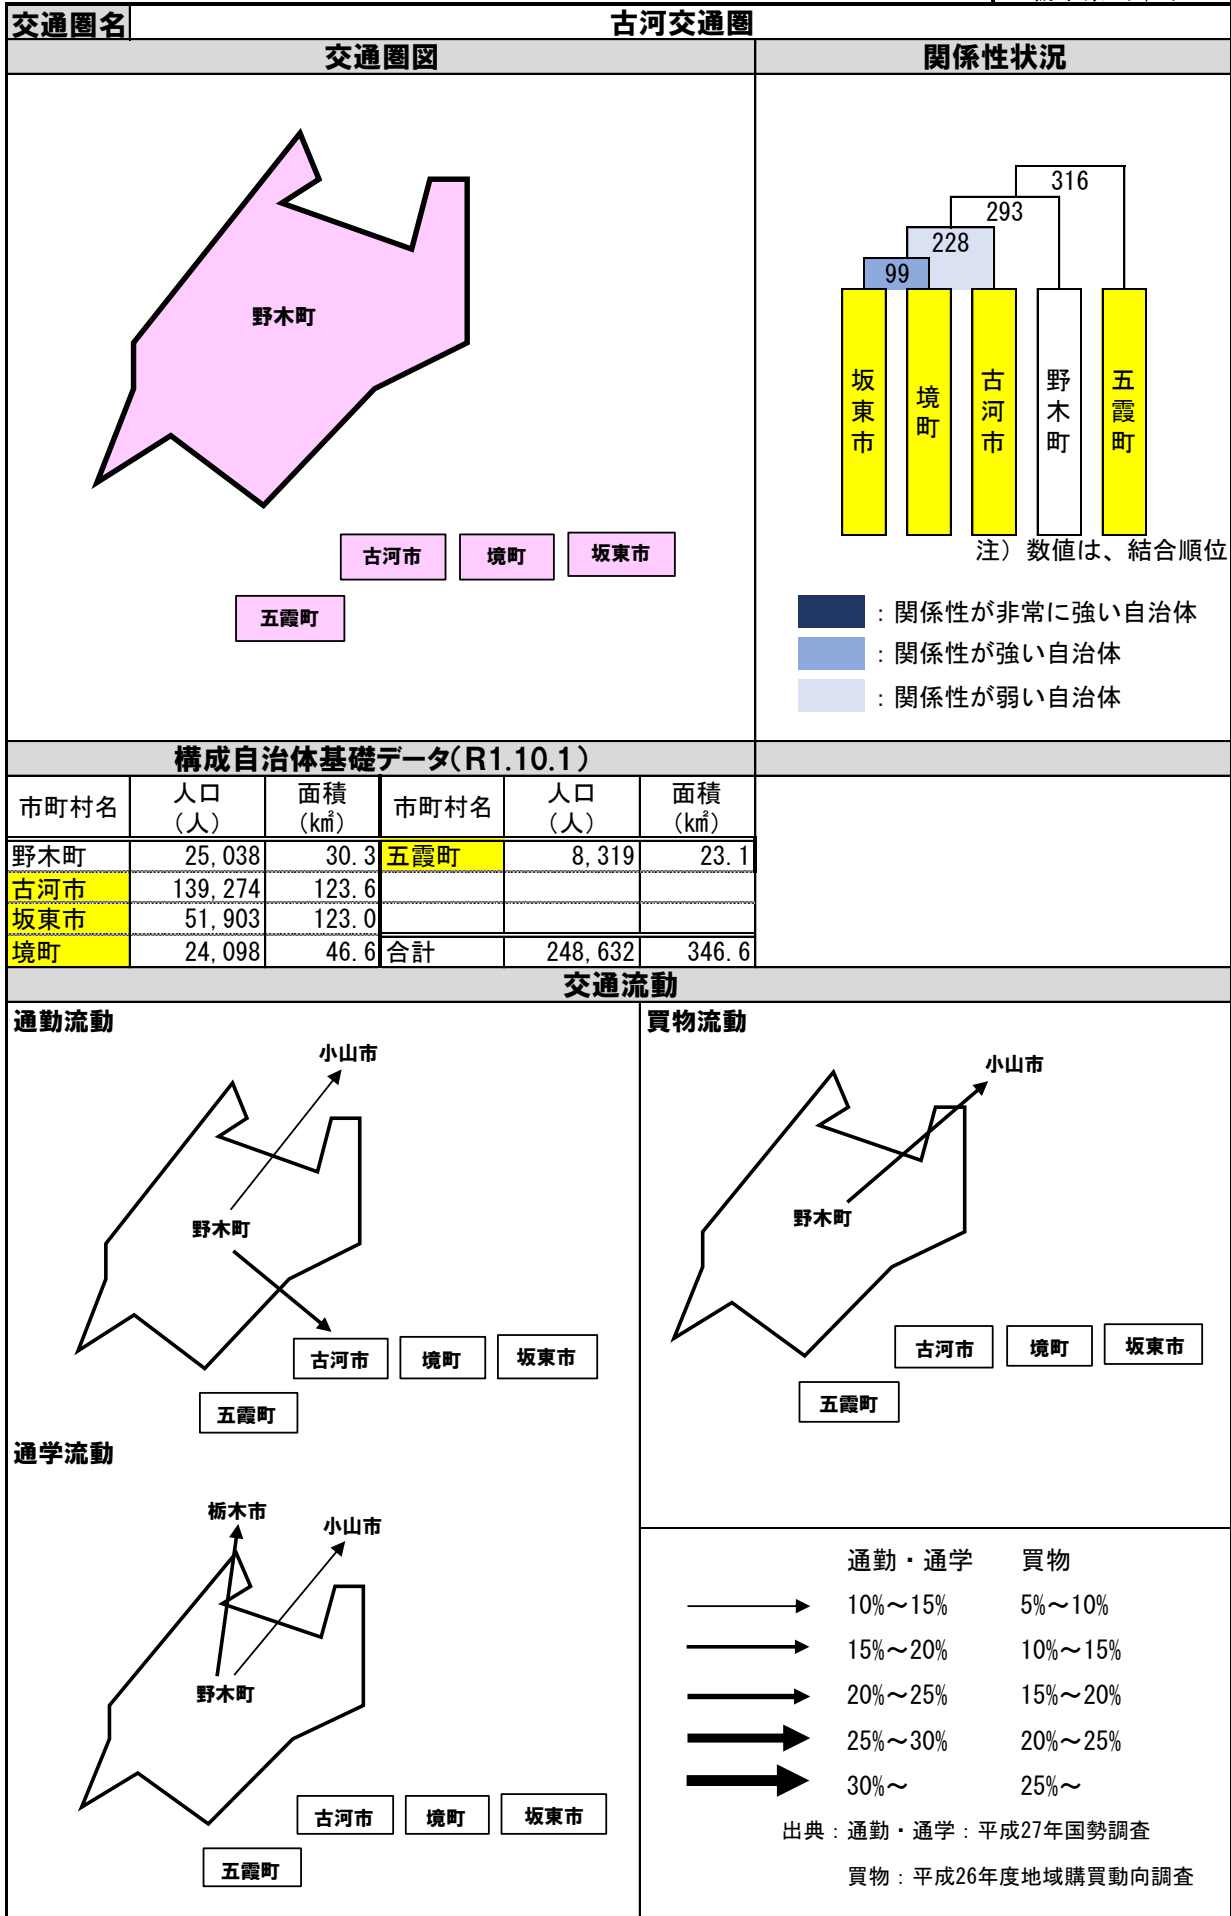 交通圏名
古河交通圏
交通圏図
関係性状況
野木町
古河市
境町
坂東市
五霞町
316
293
228
99
坂東市
境町
古河市
野木町
五霞町
注）数値は、結合順位
：関係性が非常に強い自治体
：関係性が強い自治体
：関係性が弱い自治体
構成自治体基礎データ(R1.10.1)
市町村名 人口（人） 面積（㎢） 市町村名 人口（人） 面積（㎢）
野木町 25,038 30.3 五霞町 8,319 23.1
古河市 139,274 123.6
坂東市 51,903 123.0
境町 24,098 46.6 合計 248,632 346.6
交通流動
通勤流動
小山市
野木町
古河市
境町
坂東市
五霞町
買物流動
小山市
野木町
古河市
境町
坂東市
五霞町
通学流動
栃木市
小山市
野木町
古河市
境町
坂東市
五霞町
通勤・通学 買物
10%～15% 5%～10%
15%～20% 10%～15%
20%～25% 15%～20%
25%～30% 20%～25%
30%～ 25%～
出典：通勤・通学：平成27年国勢調査
買物：平成26年度地域購買動向調査